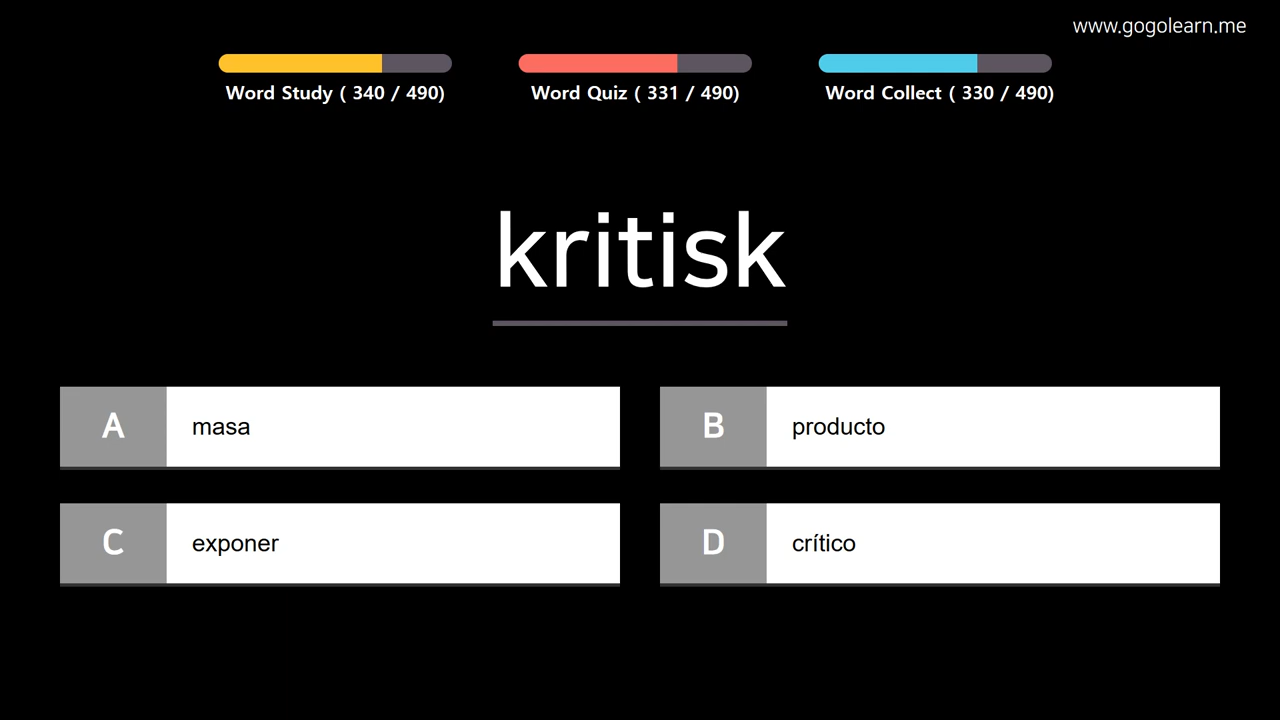 www.gogolearn.me
Word Study ( 340 / 490)
Word Quiz ( 331 / 490)
Word Collect ( 330 / 490)
kritisk
A masa
B producto
C exponer
D crítico